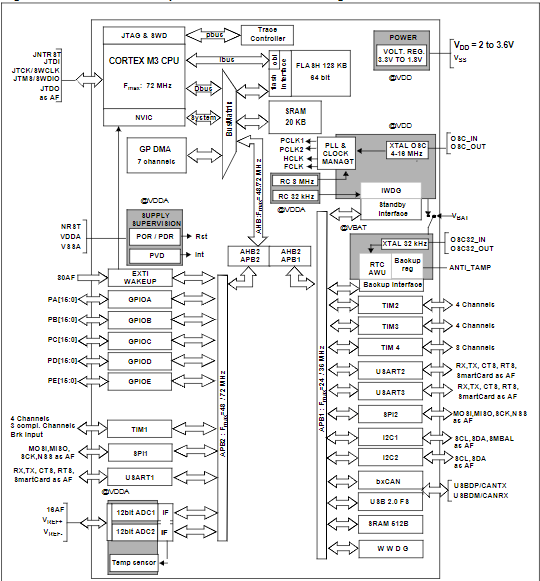 JTAG & SWD
pbus
Trace
Controller
POWER
VOLT. REG.
3.3V TO 1.8V
@VDD
VDD = 2 to 3.6V
VSS
JNTRST
JTDI
JTCK/SWCLK
JTMS/SWDIO
JTDO
as AF
CORTEX M3 CPU
Fmax: 72 MHz
NVIC
Ibus
Dbus
System
BusMatrix
flash obl
Interface
FLASH 128 KB
64 bit
SRAM
20 KB
GP DMA
7 channels
@VDD
PCLK1
PCLK2
HCLK
FCLK
PLL &
CLOCK
MANAGT
XTAL OSC
4-16 MHz
OSC_IN
OSC_OUT
RC 8 MHz
RC 32 kHz
@VDDA
IWDG
Standby
Interface
@VBAT
VBAT
AHB:Fmax=48/72 MHz
@VDDA
SUPPLY
SUPERVISION
NRST
VDDA
VSSA
POR / PDR
Rst
PVD
Int
XTAL 32 kHz
OSC32_IN
OSC32_OUT
RTC
AWU
Backup
reg
ANTI_TAMP
Backup Interface
AHB2
APB2
AHB2
APB1
80AF
EXTI
WAKEUP
PA[15:0]
GPIOA
PB[15:0]
GPIOB
PC[15:0]
GPIOC
PD[15:0]
GPIOD
PE[15:0]
GPIOE
APB2 : Fmax=48 / 72 MHz
APB1 : Fmax=24 / 36 MHz
TIM2
4 Channels
TIM3
4 Channels
TIM 4
USART2
RX,TX, CTS, RTS,
SmartCard as AF
USART3
RX,TX, CTS, RTS,
SmartCard as AF
SPI2
MOSI,MISO,SCK,NSS
as AF
I2C1
SCL,SDA,SMBAL
as AF
I2C2
SCL,SDA
as AF
bxCAN
USBDP/CANTX
USBDM/CANRX
USB 2.0 FS
SRAM 512B
WWDG
4 Channels
3 compl. Channels
Brk input
TIM1
MOSI,MISO,
SCK,NSS as AF
SPI1
RX,TX, CTS, RTS,
SmartCard as AF
USART1
@VDDA
16AF
VREF+
VREF-
12bit ADC1
IF
12bit ADC2
IF
Temp sensor